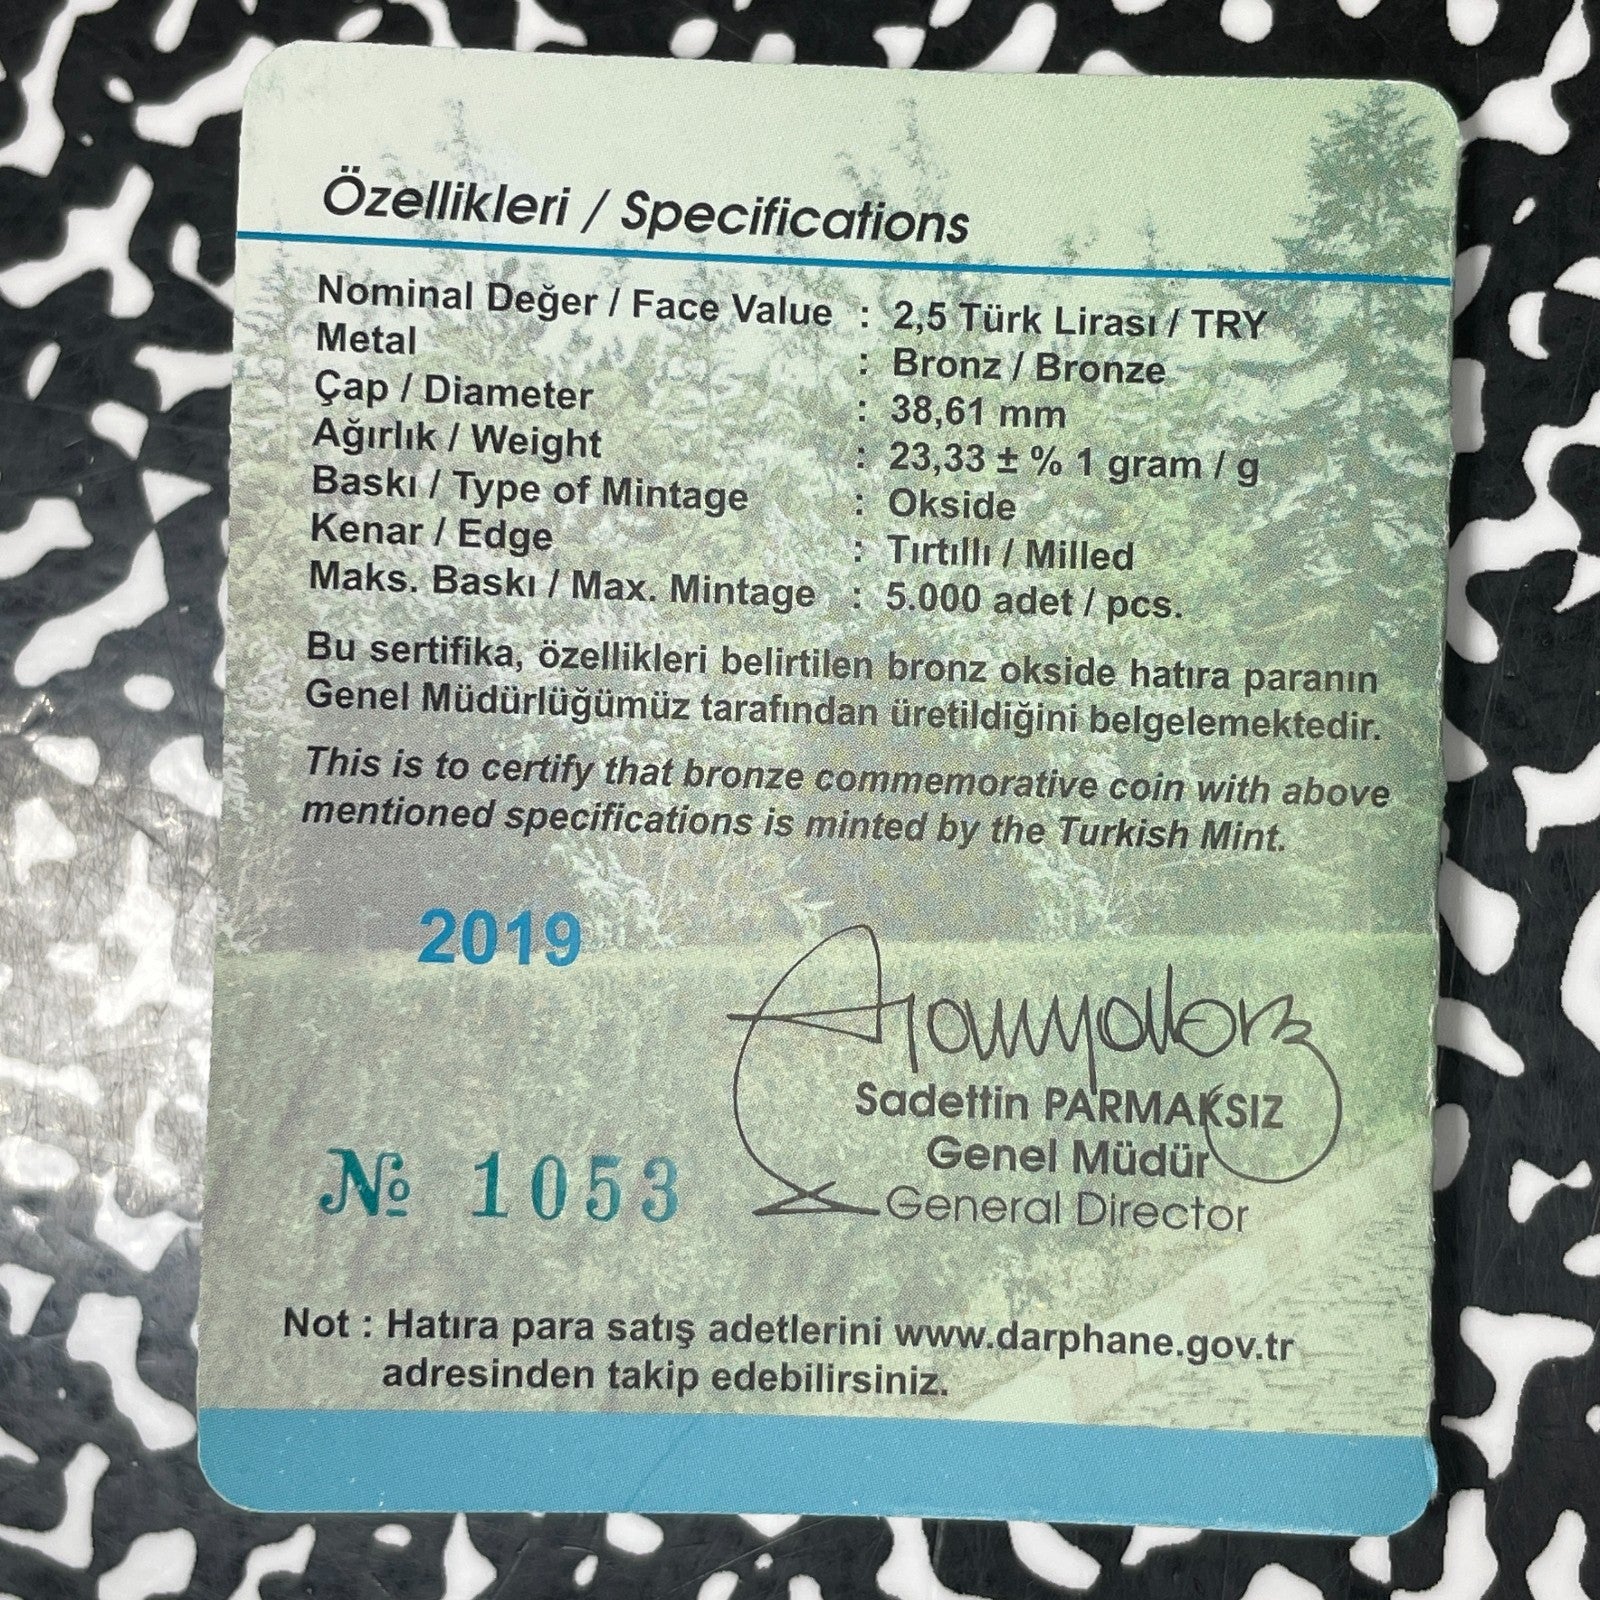 Özellikleri / Specifications
Nominal Değer / Face Value : 2,5 Türk Lirası / TRY
Metal : Bronz / Bronze
Çap / Diameter : 38,61 mm
Ağırlık / Weight : 23,33 ± % 1 gram / g
Baskı / Type of Mintage : Okside
Kenar / Edge : Tırtıllı / Milled
Maks. Baskı / Max. Mintage : 5.000 adet / pcs.
Bu sertifika, özellikleri belirtilen bronz okside hatıra paranın
Genel Müdürlüğümüz tarafından üretildiğini belgelemektedir.
This is to certify that bronze commemorative coin with above
mentioned specifications is minted by the Turkish Mint.
2019
Sadettin PARMAKSIZ
Genel Müdür
General Director
№ 1053
Not : Hatıra para satış adetlerini www.darphane.gov.tr
adresinden takip edebilirsiniz.